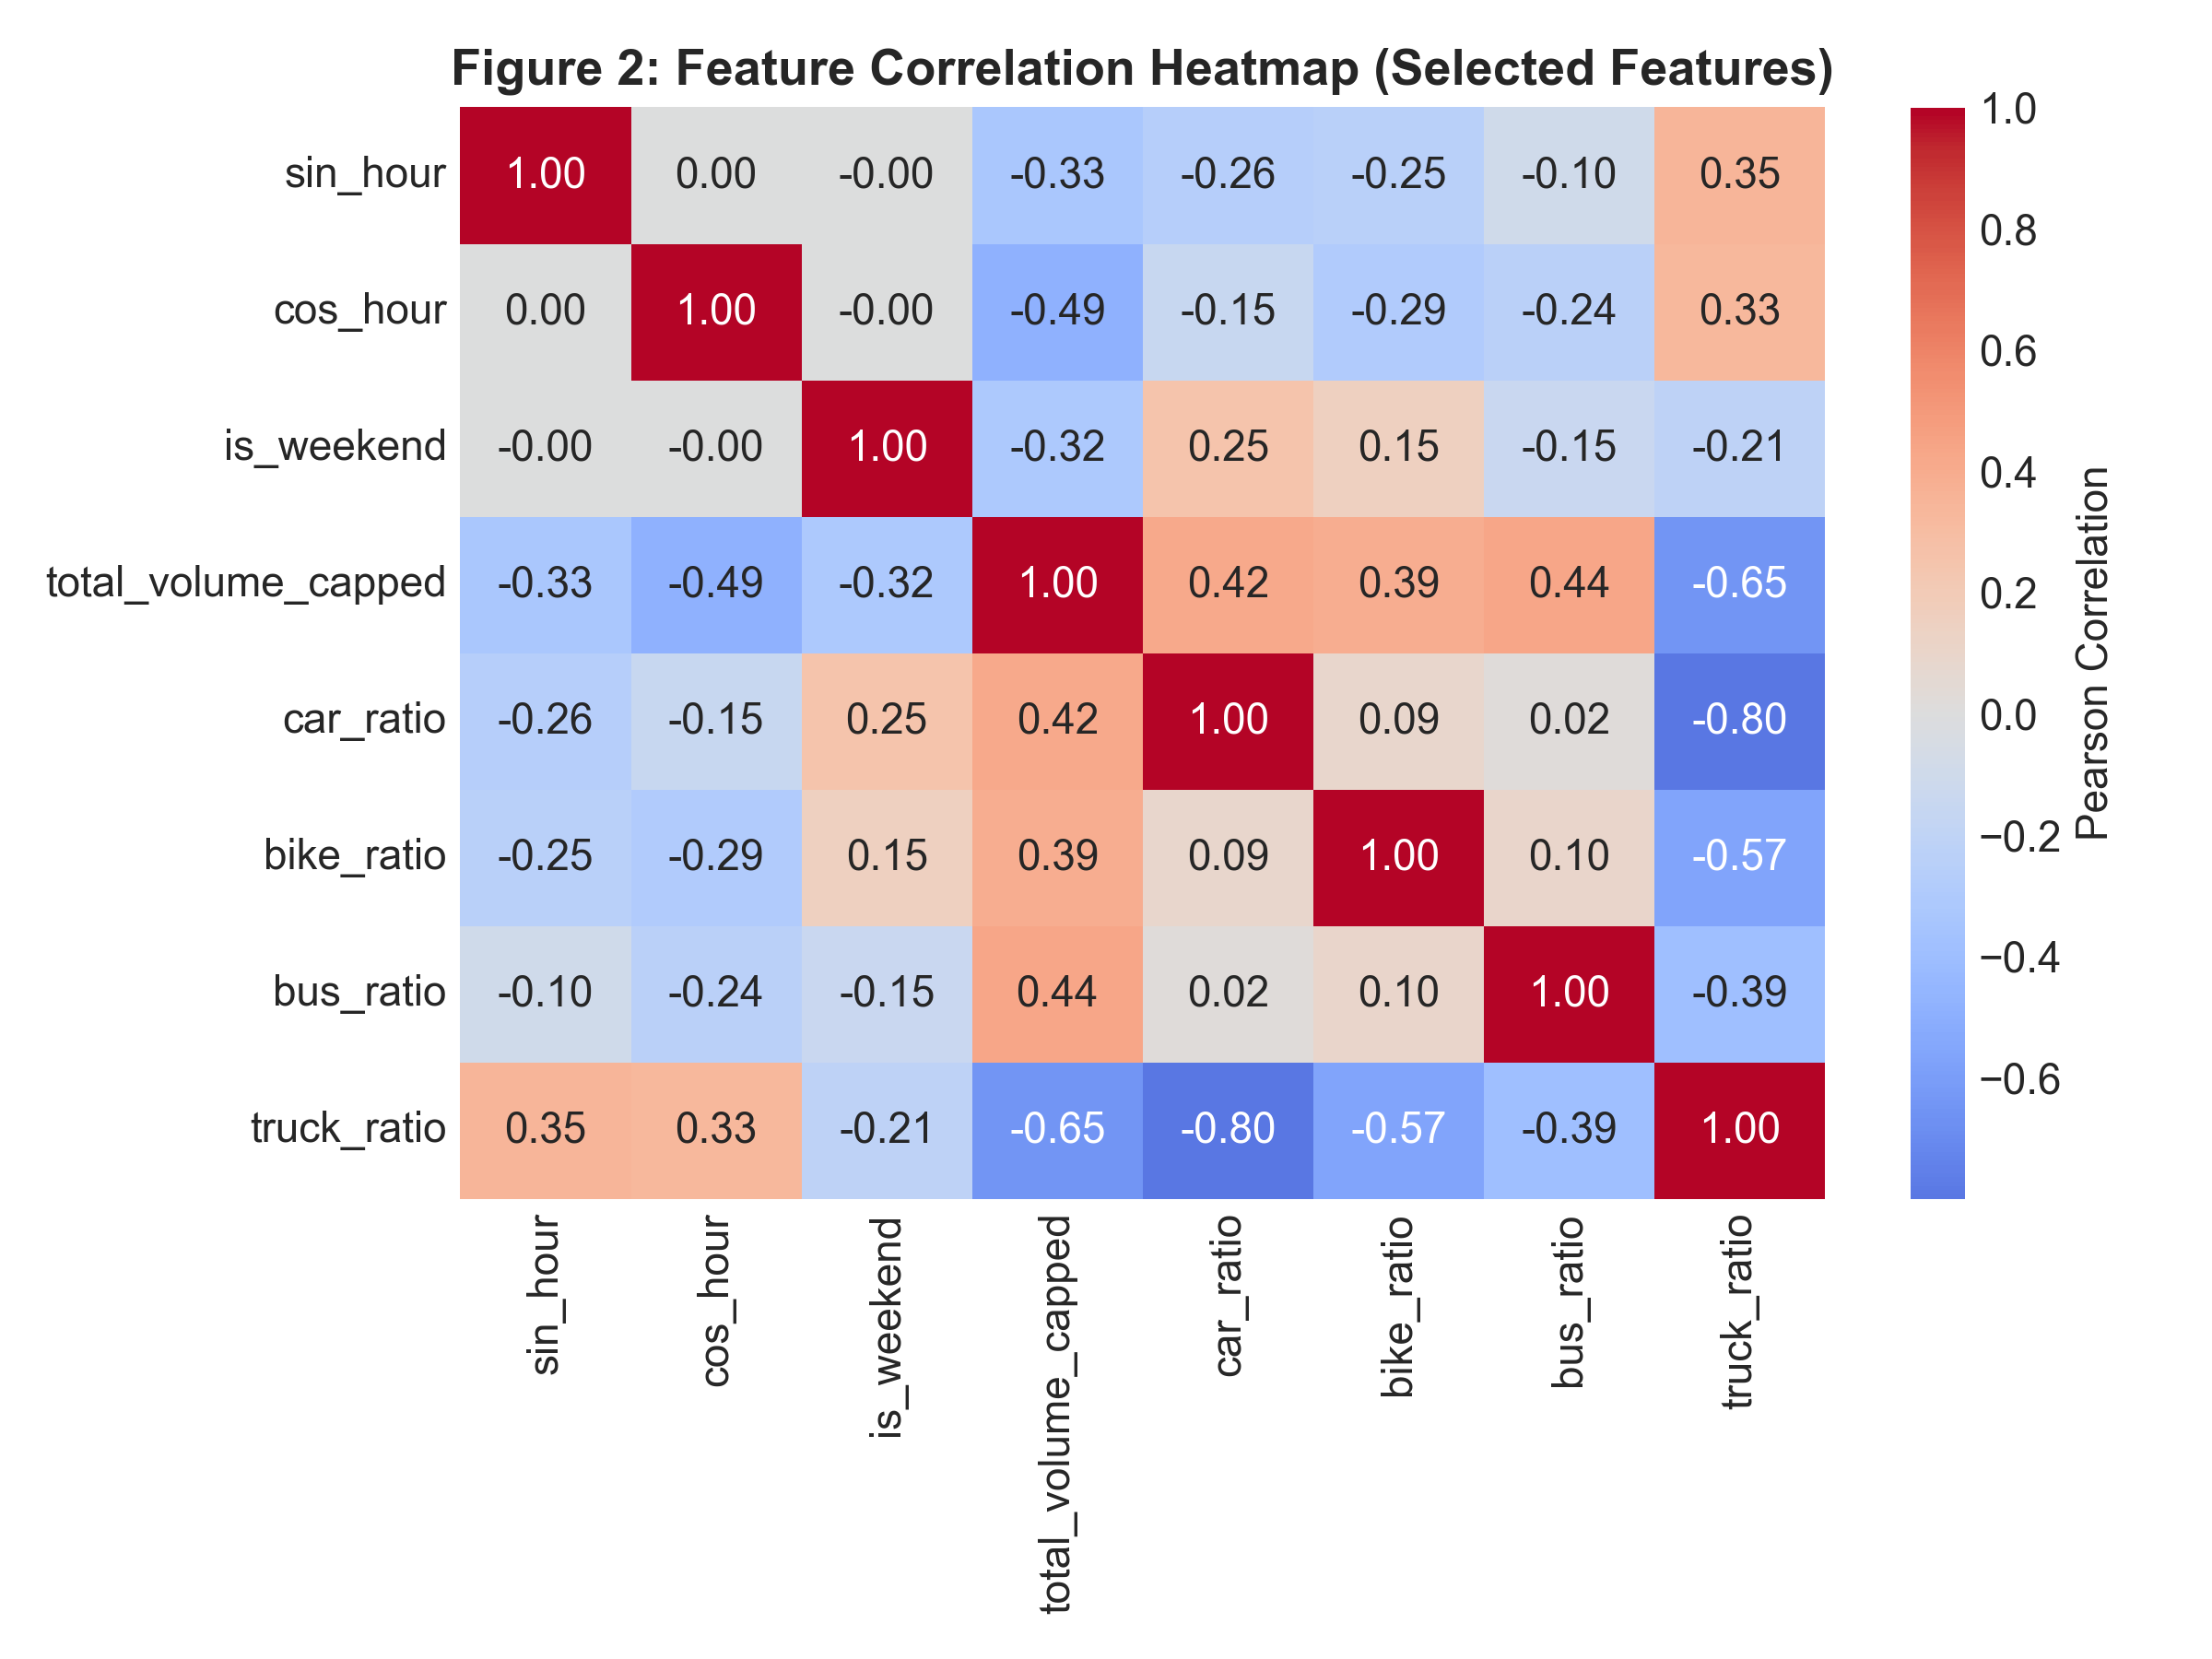 Figure 2: Feature Correlation Heatmap (Selected Features)
sin_hour 1.00 0.00 -0.00 -0.33 -0.26 -0.25 -0.10 0.35
cos_hour 0.00 1.00 -0.00 -0.49 -0.15 -0.29 -0.24 0.33
is_weekend -0.00 -0.00 1.00 -0.32 0.25 0.15 -0.15 -0.21
total_volume_capped -0.33 -0.49 -0.32 1.00 0.42 0.39 0.44 -0.65
car_ratio -0.26 -0.15 0.25 0.42 1.00 0.09 0.02 -0.80
bike_ratio -0.25 -0.29 0.15 0.39 0.09 1.00 0.10 -0.57
bus_ratio -0.10 -0.24 -0.15 0.44 0.02 0.10 1.00 -0.39
truck_ratio 0.35 0.33 -0.21 -0.65 -0.80 -0.57 -0.39 1.00
sin_hour
cos_hour
is_weekend
total_volume_capped
car_ratio
bike_ratio
bus_ratio
truck_ratio
1.0
0.8
0.6
0.4
0.2
0.0
−0.2
−0.4
−0.6
Pearson Correlation